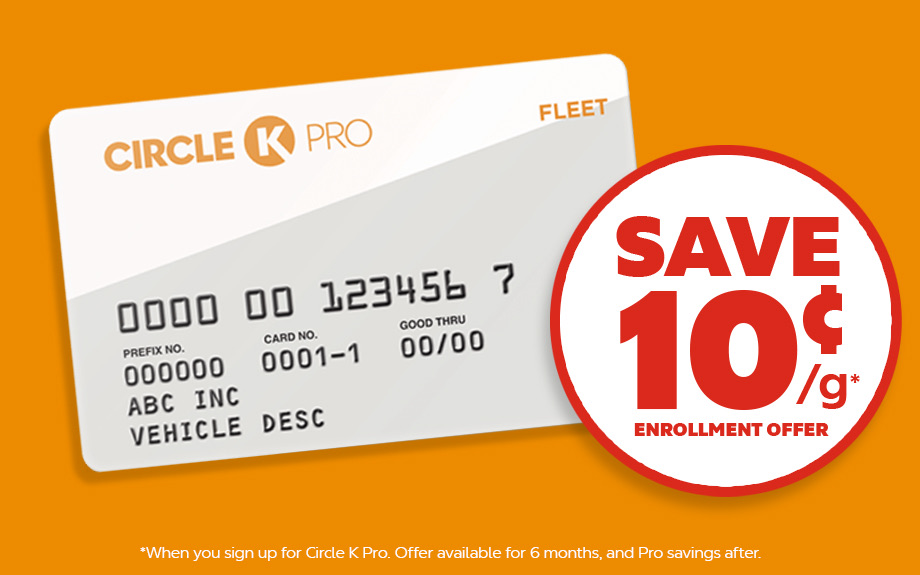 CIRCLE K PRO
FLEET
0000 00 123456 7
PREFIX NO. CARD NO. GOOD THRU
000000 0001-1 00/00
ABC INC
VEHICLE DESC
SAVE
10¢
/g*
ENROLLMENT OFFER
*When you sign up for Circle K Pro. Offer available for 6 months, and Pro savings after.